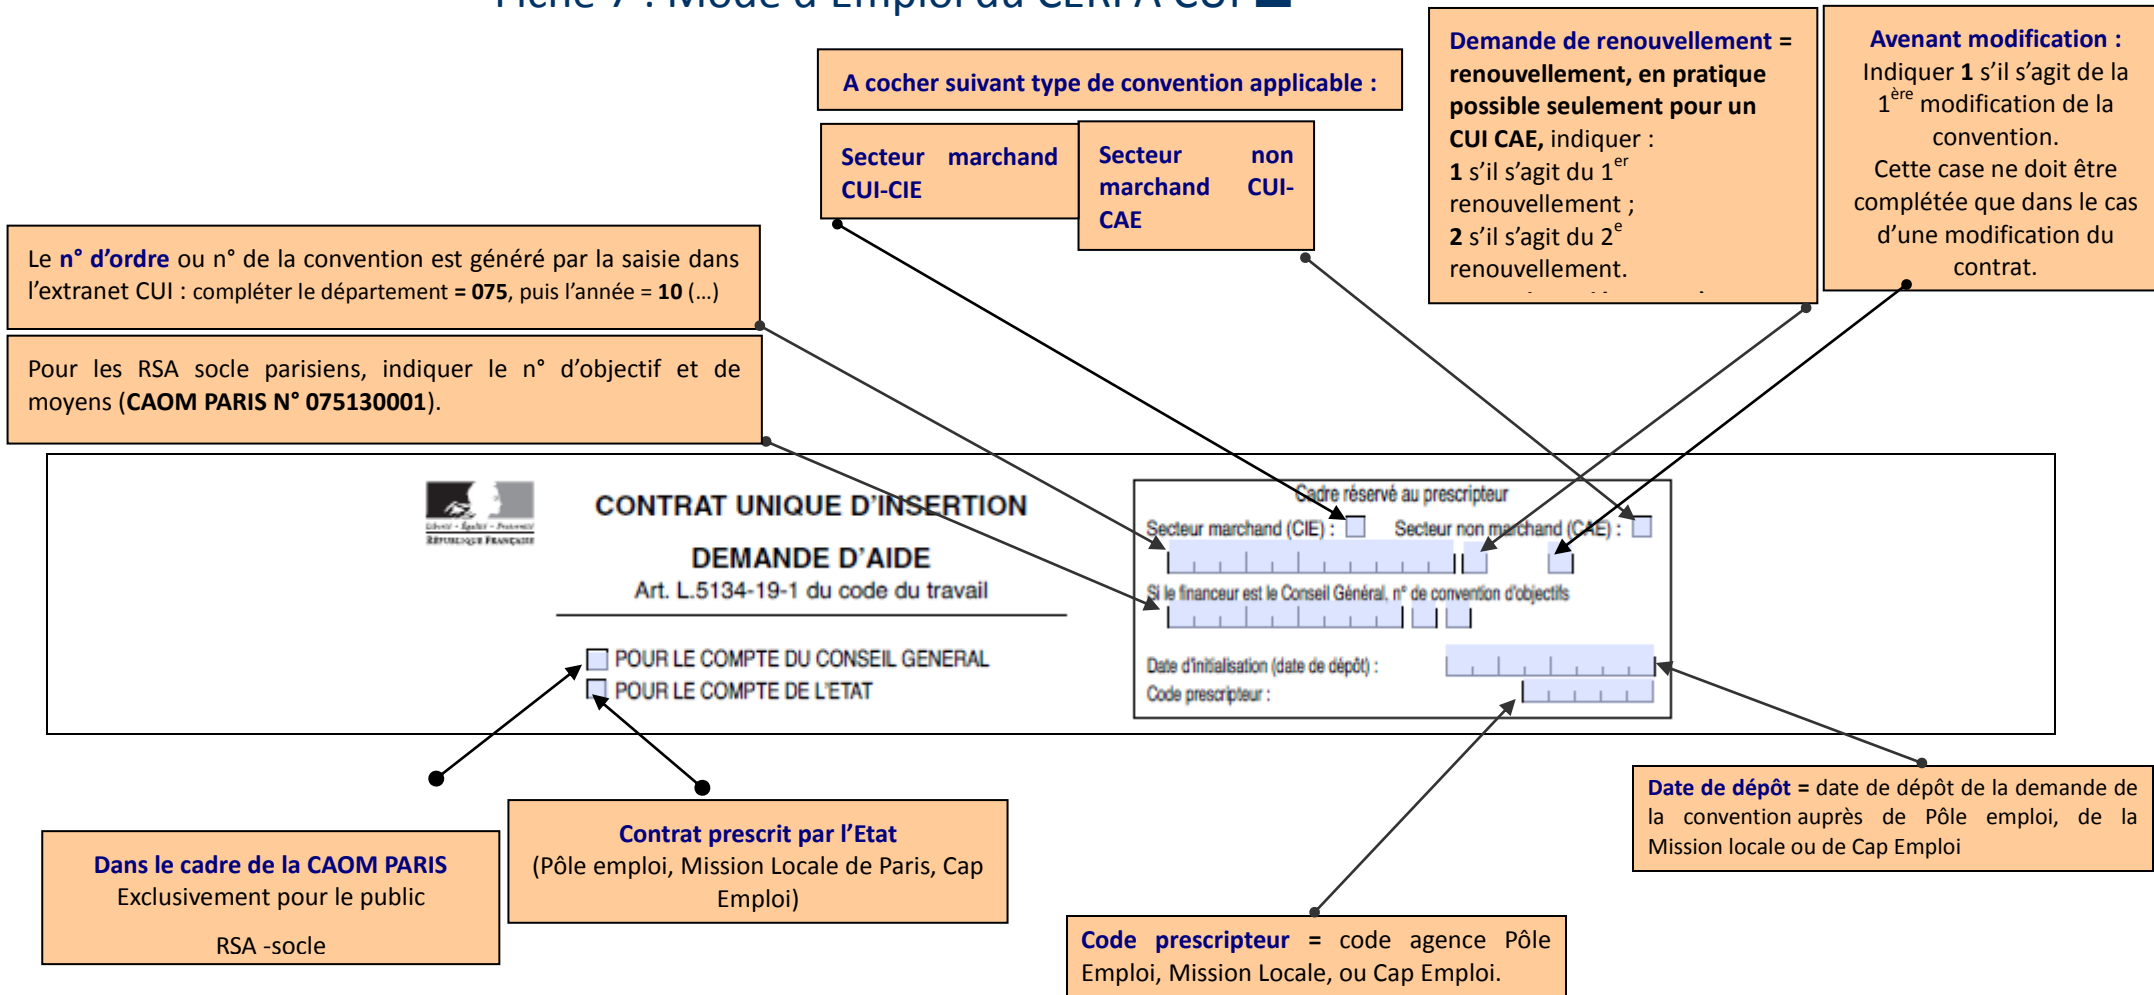 Fiche 7 : Mode d'Emploi du CERFA CUI
A cocher suivant type de convention applicable :
Secteur marchand
CUI-CIE
Secteur non
marchand CUI-
CAE
Demande de renouvellement =
renouvellement, en pratique
possible seulement pour un
CUI CAE, indiquer :
1 s’il s’agit du 1er
renouvellement ;
2 s’il s’agit du 2e
renouvellement.
Avenant modification :
Indiquer 1 s’il s’agit de la
1ère modification de la
convention.
Cette case ne doit être
complétée que dans le cas
d’une modification du
contrat.
Le n° d’ordre ou n° de la convention est généré par la saisie dans
l’extranet CUI : compléter le département = 075, puis l’année = 10 (…)
Pour les RSA socle parisiens, indiquer le n° d’objectif et de
moyens (CAOM PARIS N° 075130001).
Liberté • Égalité • Fraternité
RÉPUBLIQUE FRANÇAISE
CONTRAT UNIQUE D’INSERTION
DEMANDE D’AIDE
Art. L.5134-19-1 du code du travail
POUR LE COMPTE DU CONSEIL GENERAL
POUR LE COMPTE DE L’ETAT
Cadre réservé au prescripteur
Secteur marchand (CIE) : Secteur non marchand (CAE) :
Si le financeur est le Conseil Général, n° de convention d’objectifs
Date d’initialisation (date de dépôt) :
Code prescripteur :
Dans le cadre de la CAOM PARIS
Exclusivement pour le public
RSA -socle
Contrat prescrit par l’Etat
(Pôle emploi, Mission Locale de Paris, Cap
Emploi)
Date de dépôt = date de dépôt de la demande de
la convention auprès de Pôle emploi, de la
Mission locale ou de Cap Emploi
Code prescripteur = code agence Pôle
Emploi, Mission Locale, ou Cap Emploi.